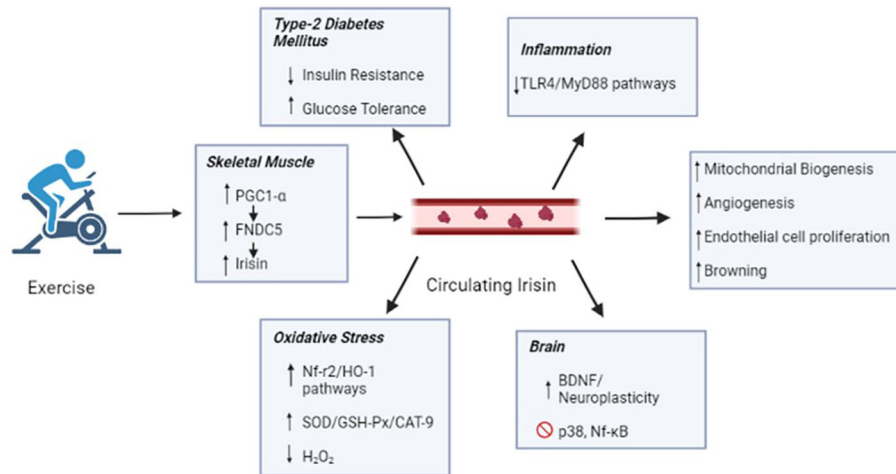 Type-2 Diabetes
Mellitus
↓ Insulin Resistance
↑ Glucose Tolerance
Inflammation
↓TLR4/MyD88 pathways
Skeletal Muscle
↑ PGC1-α
↑ FNDC5
↑ Irisin
↑ Mitochondrial Biogenesis
↑ Angiogenesis
↑ Endothelial cell proliferation
↑ Browning
Exercise
Circulating Irisin
Oxidative Stress
↑ Nf-r2/HO-1
pathways
↑ SOD/GSH-Px/CAT-9
↓ H₂O₂
Brain
↑ BDNF/
Neuroplasticity
p38, Nf-κB